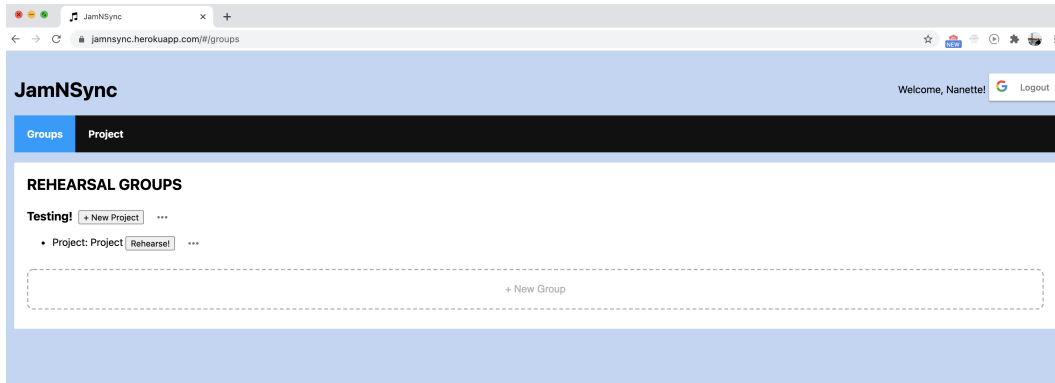 JamNSync
jamnsync.herokuapp.com/#/groups
NEW
JamNSync
Welcome, Nanette!
Logout
Groups
Project
REHEARSAL GROUPS
Testing! + New Project
Project: Project Rehearse!
+ New Group